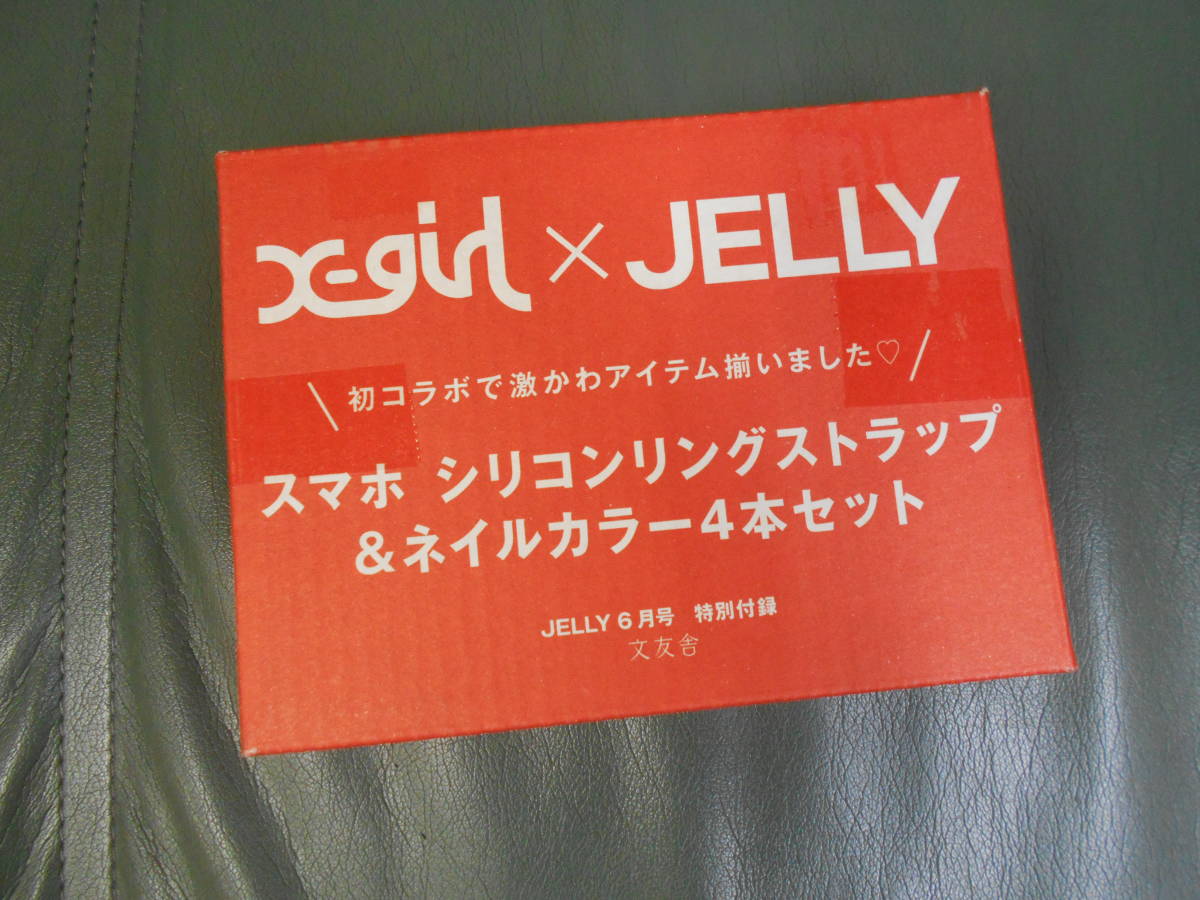 X-girl × JELLY
\ 初コラボで激かわアイテム揃いました♡ /
スマホ シリコンリングストラップ
&ネイルカラー4本セット
JELLY 6月号 特別付録
文友舎